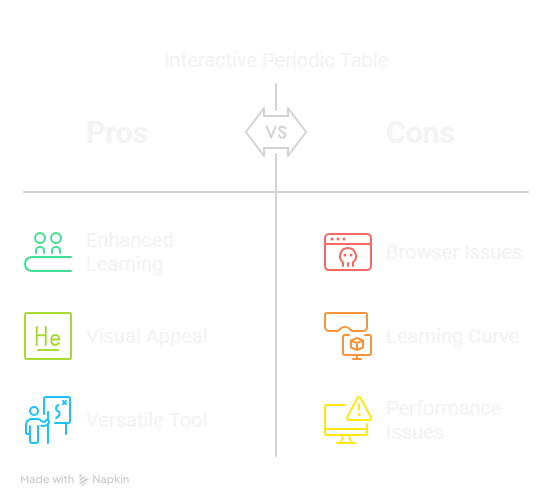 Interactive Periodic Table
Pros
VS
Cons
Enhanced
Learning
He
Visual Appeal
Versatile Tool
Browser Issues
Learning Curve
Performance
Issues
Made with Napkin